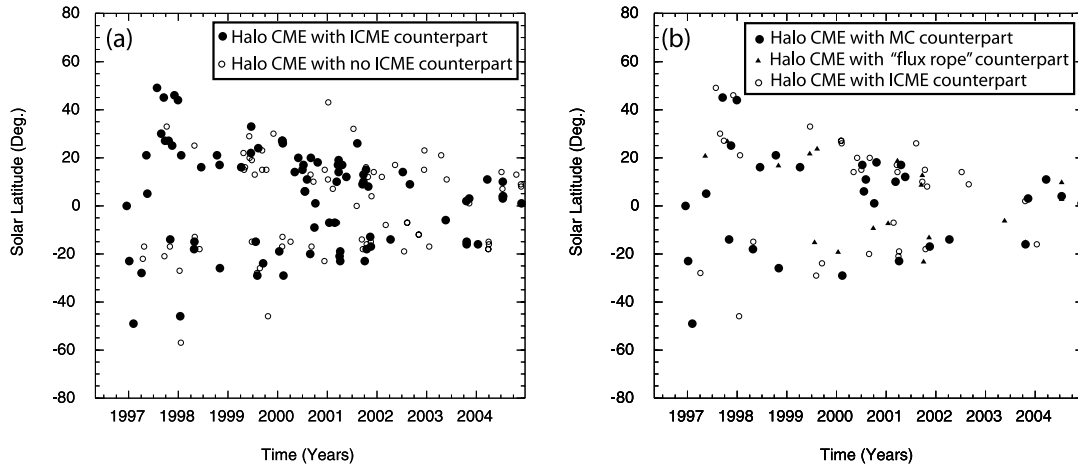 (a)
Halo CME with ICME counterpart
Halo CME with no ICME counterpart
80
60
40
20
0
-20
-40
-60
-80
Solar Latitude (Deg.)
1997 1998 1999 2000 2001 2002 2003 2004
Time (Years)
(b)
Halo CME with MC counterpart
Halo CME with “flux rope” counterpart
Halo CME with ICME counterpart
80
60
40
20
0
-20
-40
-60
-80
Solar Latitude (Deg.)
1997 1998 1999 2000 2001 2002 2003 2004
Time (Years)